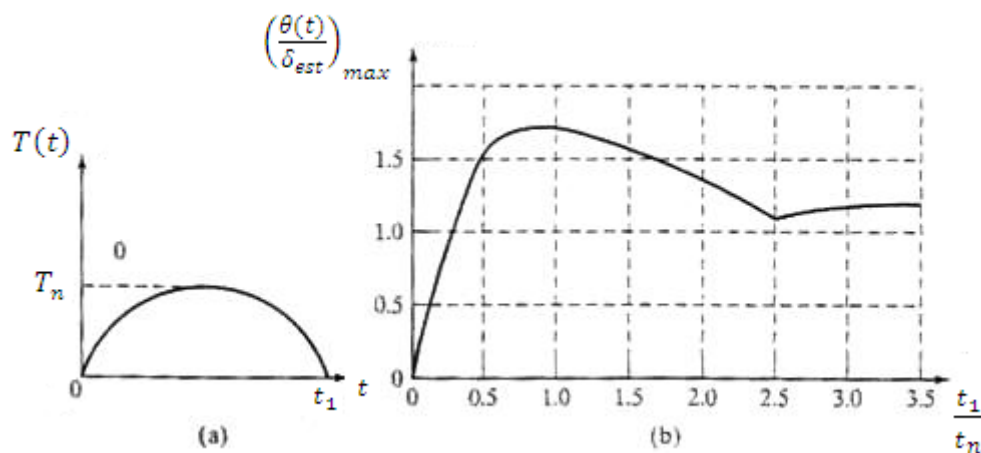 (θ(t)/δ_est)_max
T(t)
0
T_n
0
t_1
t
(a)
1.5
1.0
0.5
0
0 0.5 1.0 1.5 2.0 2.5 3.0 3.5
t_1/t_n
(b)